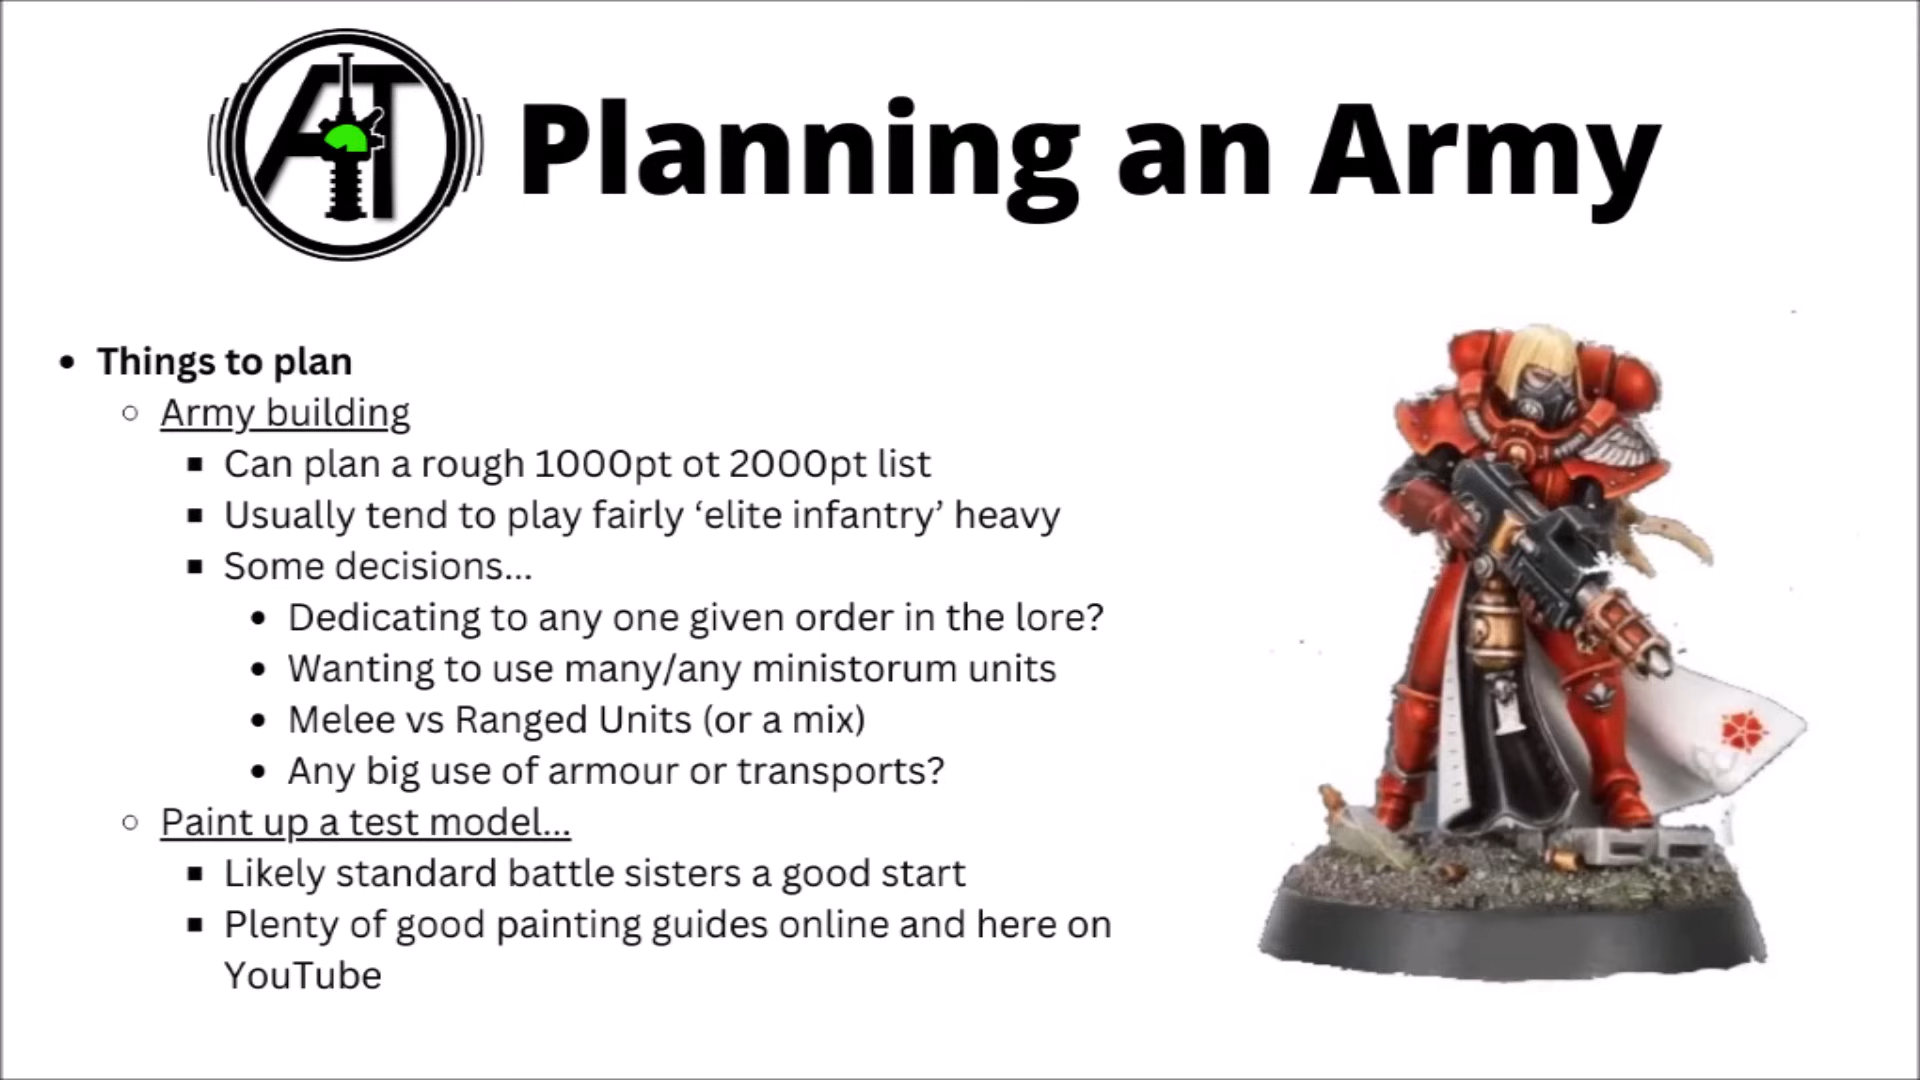 AT
Planning an Army
Things to plan
Army building
Can plan a rough 1000pt ot 2000pt list
Usually tend to play fairly ‘elite infantry’ heavy
Some decisions...
Dedicating to any one given order in the lore?
Wanting to use many/any ministorum units
Melee vs Ranged Units (or a mix)
Any big use of armour or transports?
Paint up a test model...
Likely standard battle sisters a good start
Plenty of good painting guides online and here on
YouTube